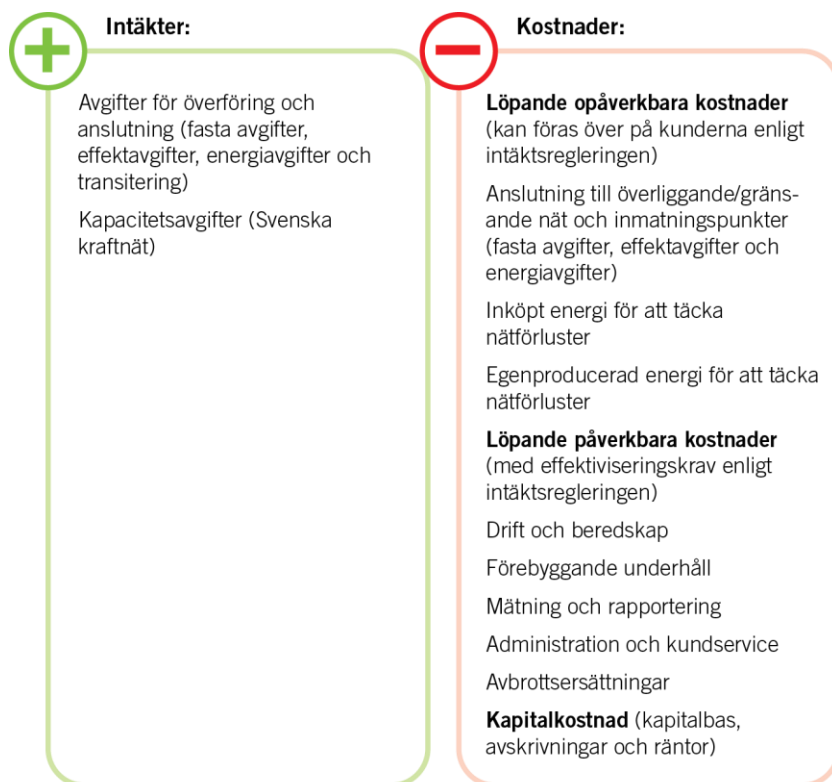 Intäkter:
Avgifter för överföring och
anslutning (fasta avgifter,
effektavgifter, energiavgifter och
transitering)
Kapacitetsavgifter (Svenska
kraftnät)
Kostnader:
Löpande opåverkbara kostnader
(kan föras över på kunderna enligt
intäktsregleringen)
Anslutning till överliggande/gräns-
ande nät och inmatningspunkter
(fasta avgifter, effektavgifter och
energiavgifter)
Inköpt energi för att täcka
nätförluster
Egenproducerad energi för att täcka
nätförluster
Löpande påverkbara kostnader
(med effektiviseringskrav enligt
intäktsregleringen)
Drift och beredskap
Förebyggande underhåll
Mätning och rapportering
Administration och kundservice
Avbrottsersättningar
Kapitalkostnad (kapitalbas,
avskrivningar och räntor)